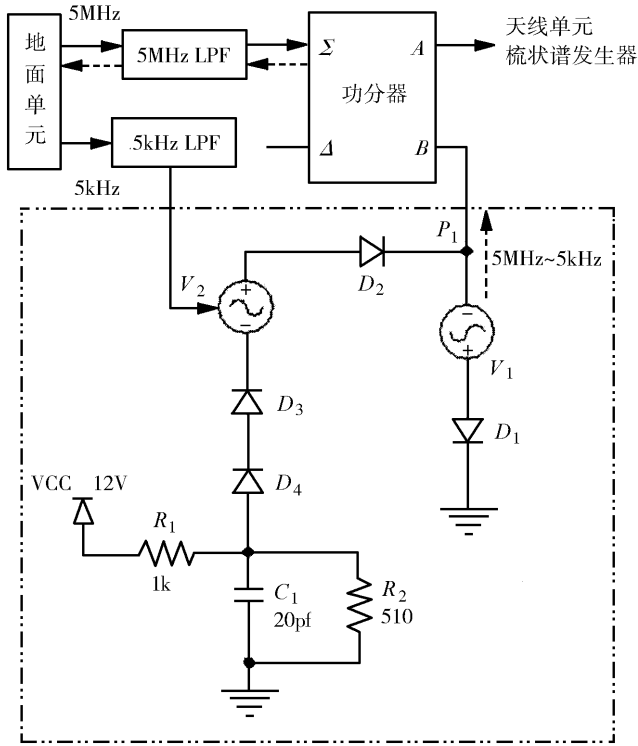 5MHz
地面单元
5MHz LPF
Σ
A
天线单元
梳状谱发生器
功分器
.5kHz LPF
Δ
B
5kHz
P1
5MHz~5kHz
V2
+
−
D2
−
+
V1
D3
D1
D4
VCC 12V
R1
1k
C1
20pf
R2
510